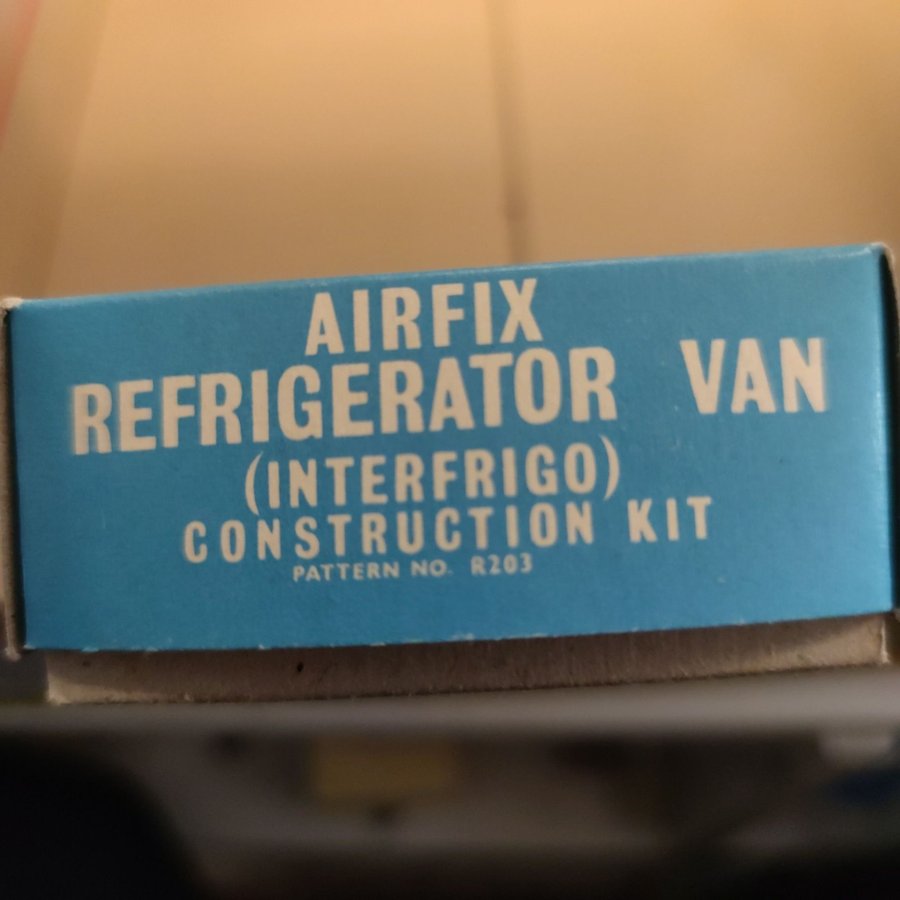 AIRFIX
REFRIGERATOR VAN
(INTERFRIGO)
CONSTRUCTION KIT
PATTERN NO. R203